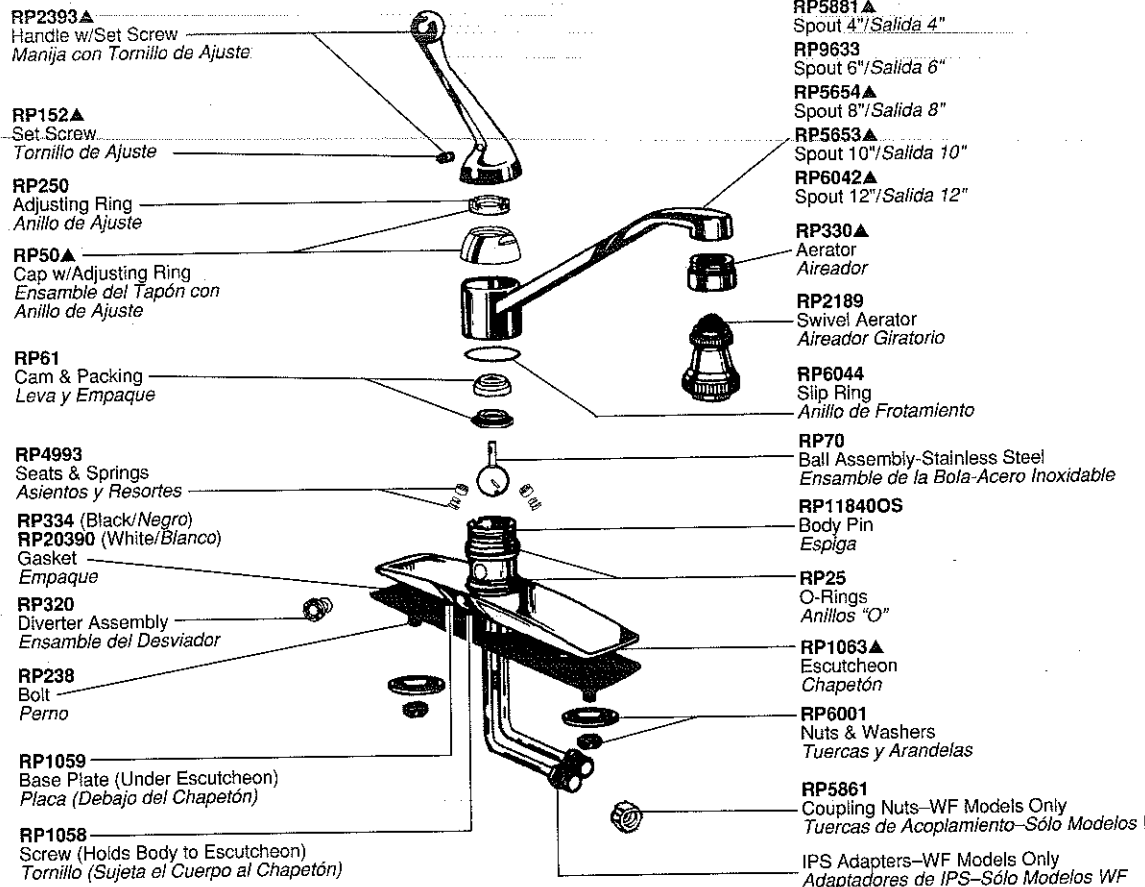 RP2393▲
Handle w/Set Screw
Manija con Tornillo de Ajuste
RP152▲
Set Screw
Tornillo de Ajuste
RP250
Adjusting Ring
Anillo de Ajuste
RP50▲
Cap w/Adjusting Ring
Ensamble del Tapón con
Anillo de Ajuste
RP61
Cam & Packing
Leva y Empaque
RP4993
Seats & Springs
Asientos y Resortes
RP334 (Black/Negro)
RP20390 (White/Blanco)
Gasket
Empaque
RP320
Diverter Assembly
Ensamble del Desviador
RP238
Bolt
Perno
RP1059
Base Plate (Under Escutcheon)
Placa (Debajo del Chapetón)
RP1058
Screw (Holds Body to Escutcheon)
Tornillo (Sujeta el Cuerpo al Chapetón)
RP5881▲
Spout 4"/Salida 4"
RP9633
Spout 6"/Salida 6"
RP5654▲
Spout 8"/Salida 8"
RP5653▲
Spout 10"/Salida 10"
RP6042▲
Spout 12"/Salida 12"
RP330▲
Aerator
Aireador
RP2189
Swivel Aerator
Aireador Giratorio
RP6044
Slip Ring
Anillo de Frotamiento
RP70
Ball Assembly-Stainless Steel
Ensamble de la Bola-Acero Inoxidable
RP11840OS
Body Pin
Espiga
RP25
O-Rings
Anillos "O"
RP1063▲
Escutcheon
Chapetón
RP6001
Nuts & Washers
Tuercas y Arandelas
RP5861
Coupling Nuts–WF Models Only
Tuercas de Acoplamiento–Sólo Modelos
IPS Adapters–WF Models Only
Adaptadores de IPS–Sólo Modelos WF